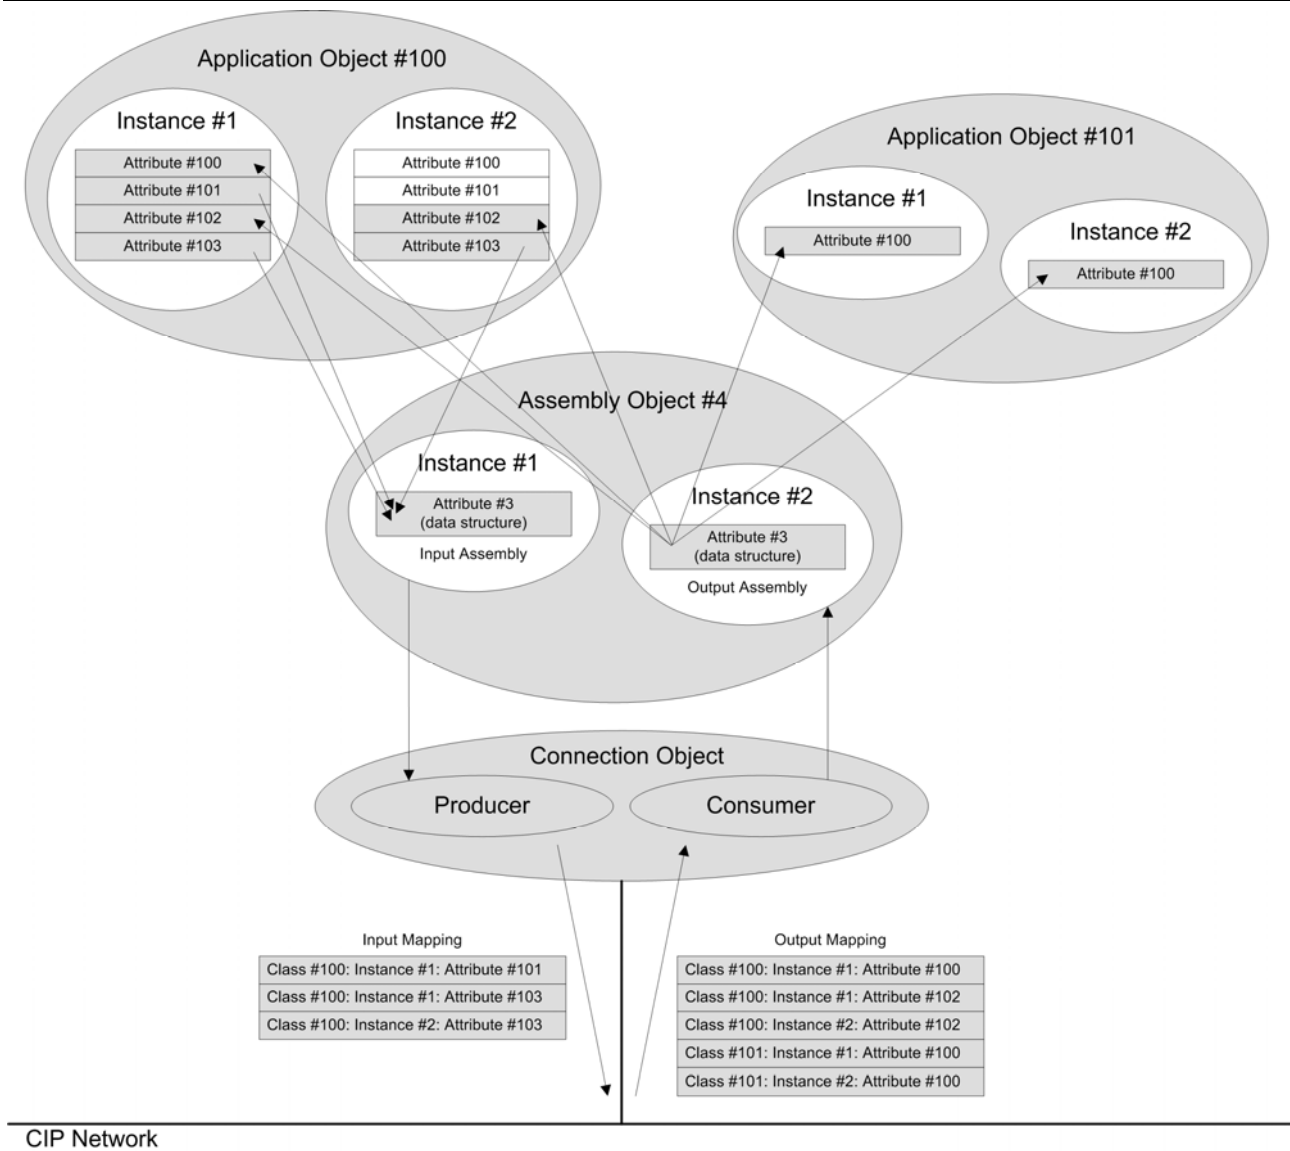 Application Object #100
Instance #1
Attribute #100
Attribute #101
Attribute #102
Attribute #103
Instance #2
Attribute #100
Attribute #101
Attribute #102
Attribute #103
Application Object #101
Instance #1
Attribute #100
Instance #2
Attribute #100
Assembly Object #4
Instance #1
Attribute #3
(data structure)
Input Assembly
Instance #2
Attribute #3
(data structure)
Output Assembly
Connection Object
Producer
Consumer
Input Mapping
Class #100: Instance #1: Attribute #101
Class #100: Instance #1: Attribute #103
Class #100: Instance #2: Attribute #103
Output Mapping
Class #100: Instance #1: Attribute #100
Class #100: Instance #1: Attribute #102
Class #100: Instance #2: Attribute #102
Class #101: Instance #1: Attribute #100
Class #101: Instance #2: Attribute #100
CIP Network